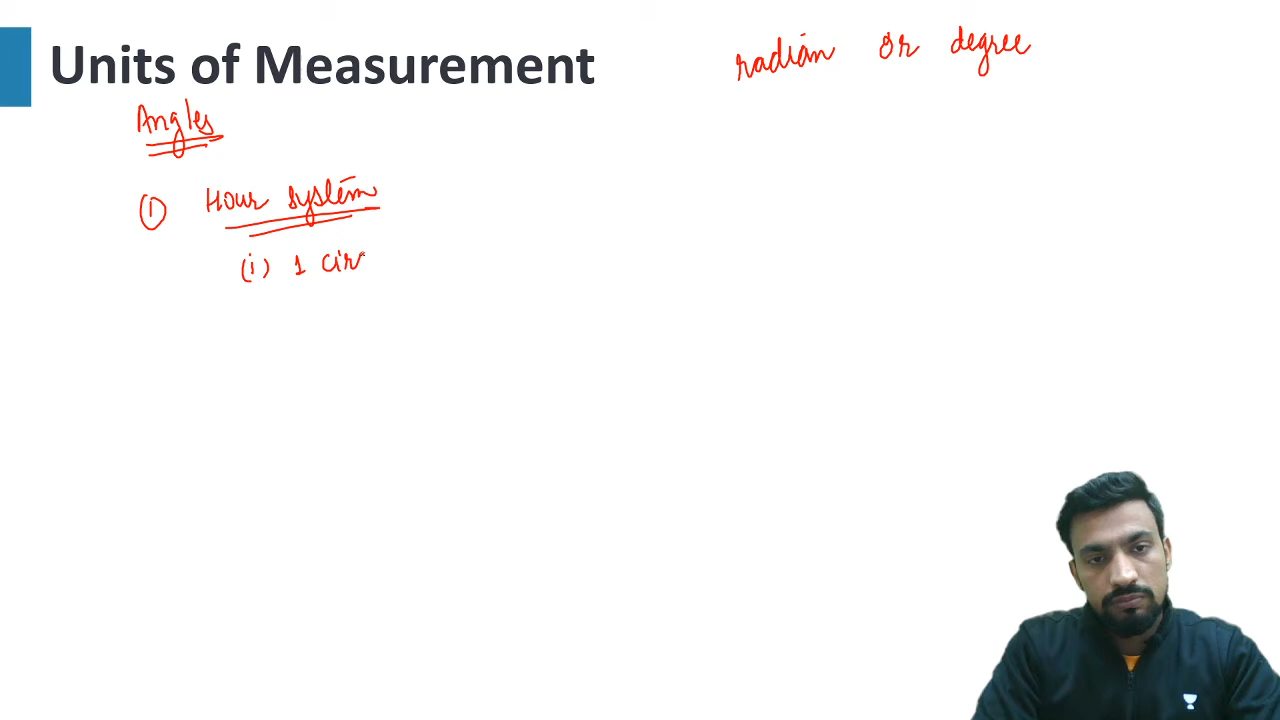 Units of Measurement
radian or degree
Angles
① Hour system
(i) 1 cir